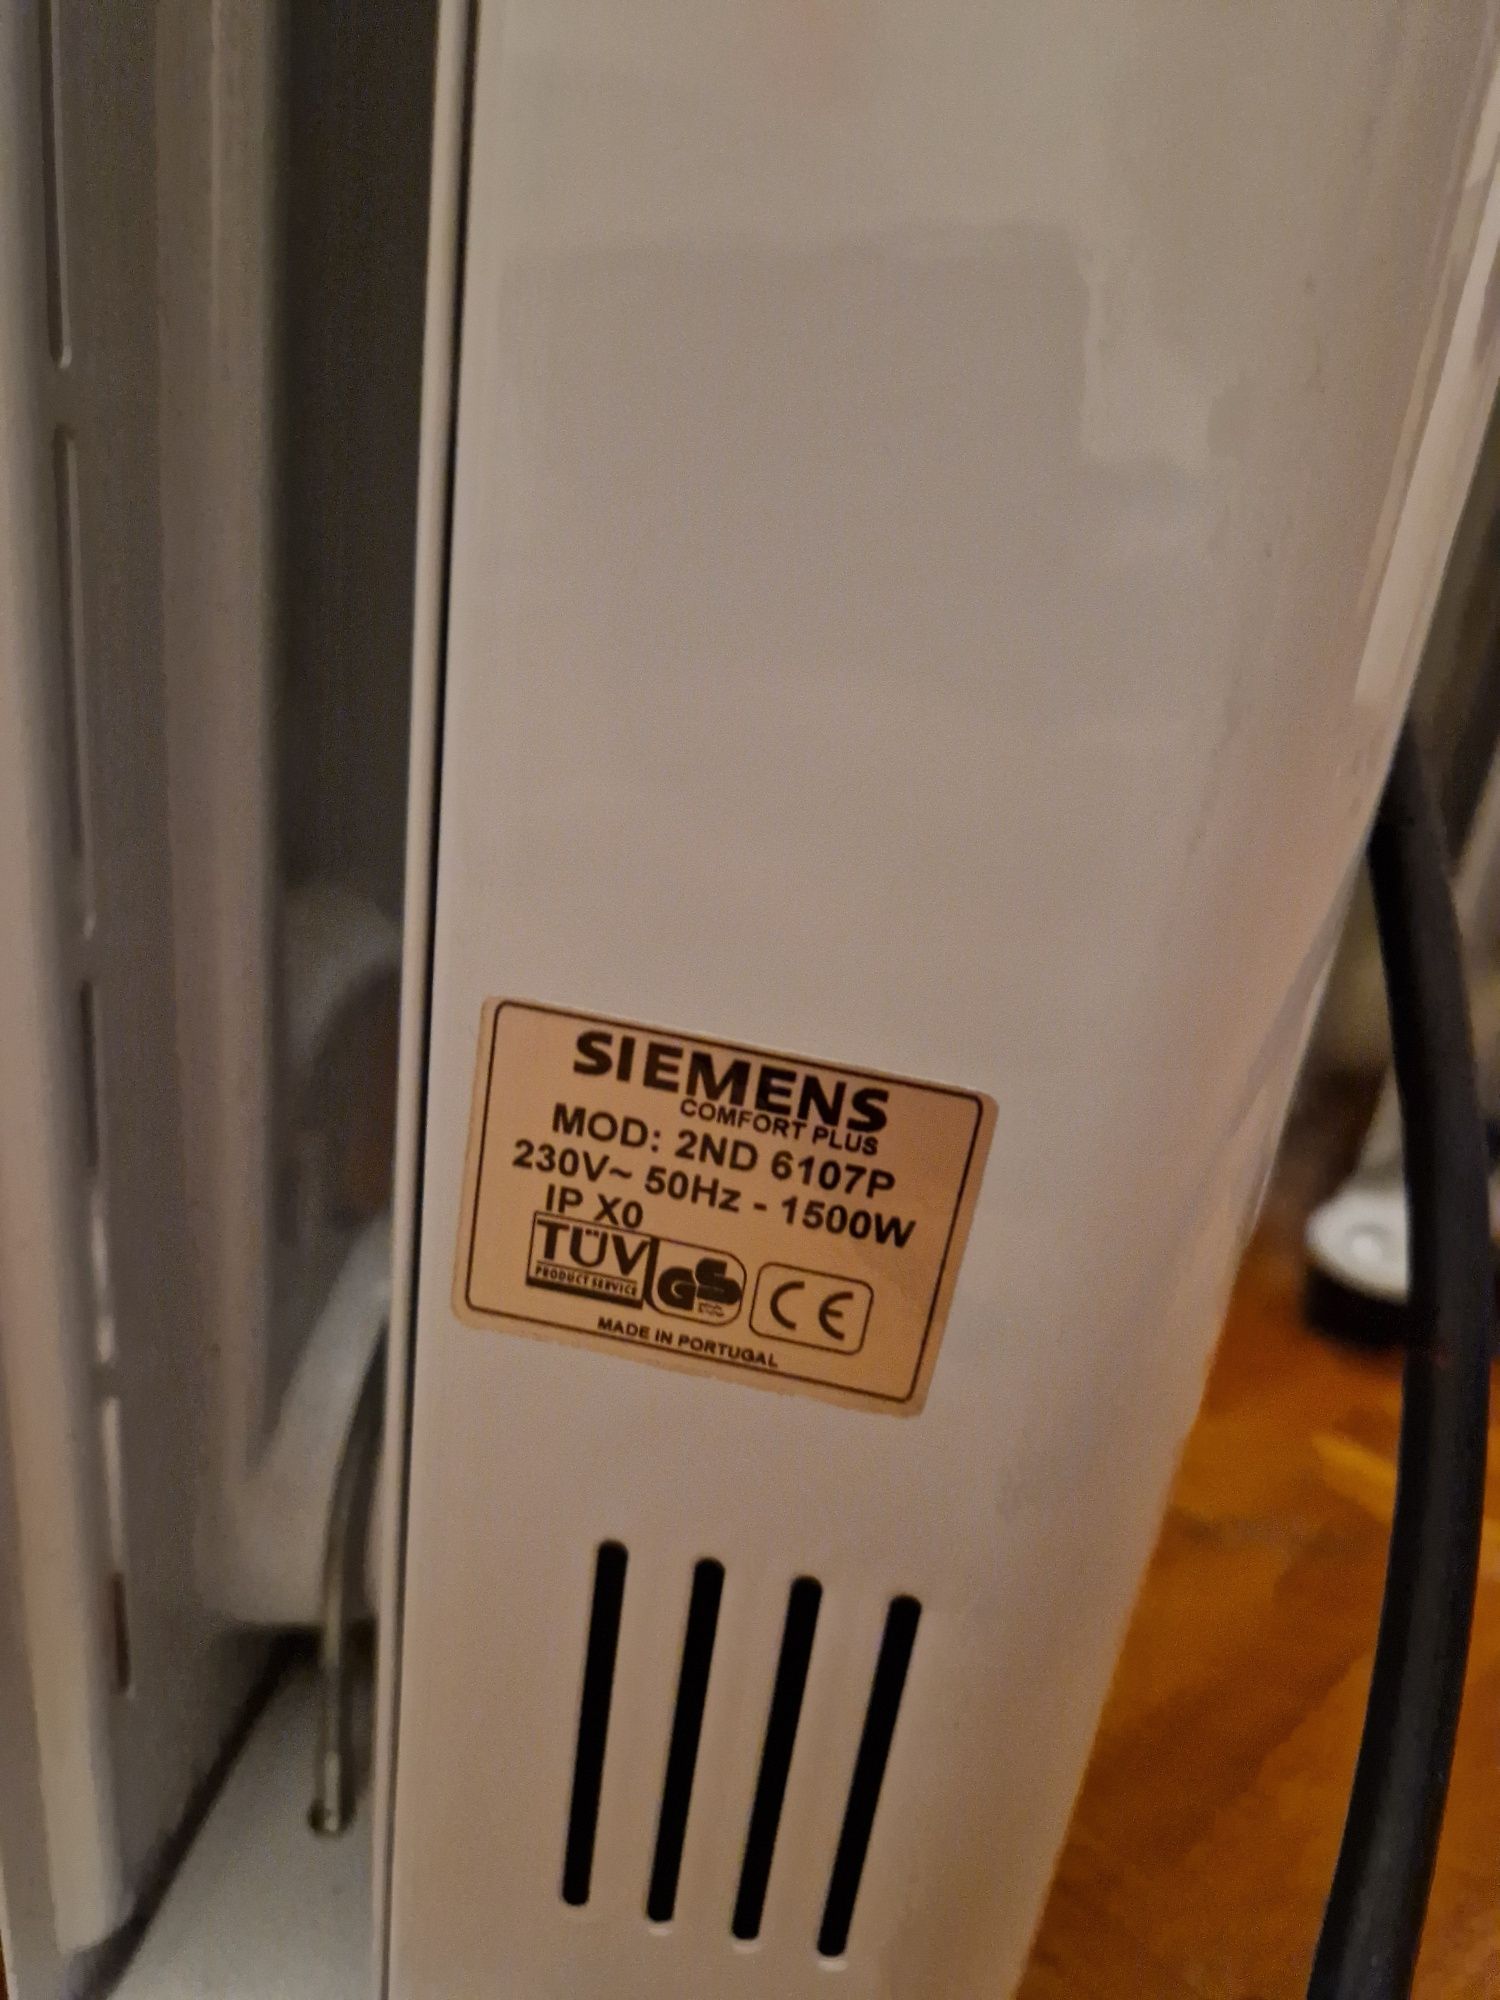 SIEMENS
COMFORT PLUS
MOD: 2ND 6107P
230V~ 50Hz - 1500W
IP X0
TÜV
PRODUCT SERVICE
GS
CE
MADE IN PORTUGAL